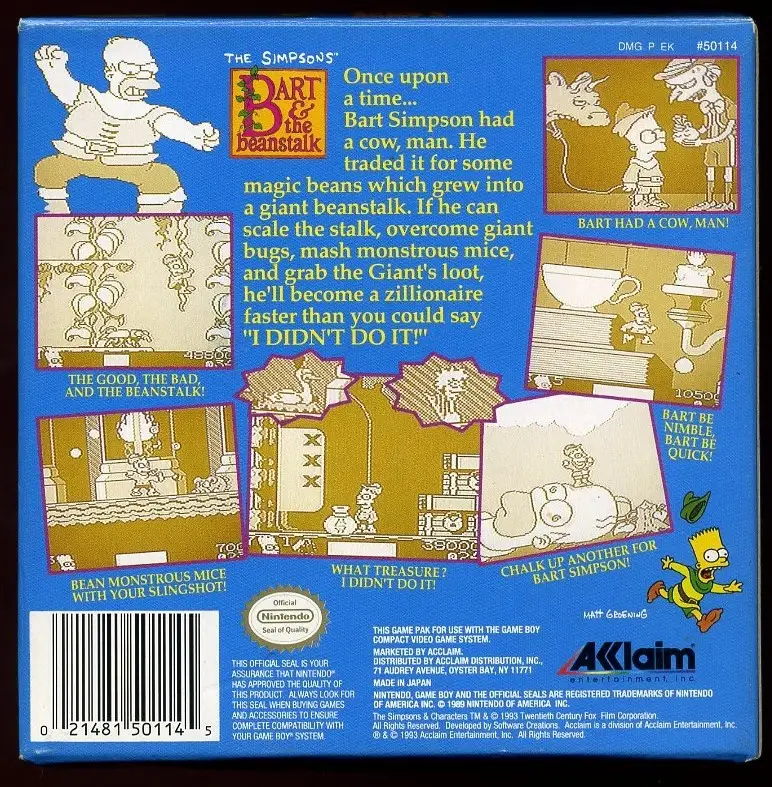 DMG P EK #50114
THE SIMPSONS™
BART
&
the
beanstalk
Once upon
a time...
Bart Simpson had
a cow, man. He
traded it for some
magic beans which grew into
a giant beanstalk. If he can
scale the stalk, overcome giant
bugs, mash monstrous mice,
and grab the Giant's loot,
he'll become a zillionaire
faster than you could say
"I DIDN'T DO IT!"
BART HAD A COW, MAN!
48800
THE GOOD, THE BAD,
AND THE BEANSTALK!
10500
BART BE
NIMBLE,
BART BE
QUICK!
700
BEAN MONSTROUS MICE
WITH YOUR SLINGSHOT!
X
X
X
38000
WHAT TREASURE?
I DIDN'T DO IT!
CHALK UP ANOTHER FOR
BART SIMPSON!
MATT GROENING
0 21481 50114 5
Official
Nintendo
Seal of Quality
THIS OFFICIAL SEAL IS YOUR
ASSURANCE THAT NINTENDO®
HAS APPROVED THE QUALITY OF
THIS PRODUCT. ALWAYS LOOK FOR
THIS SEAL WHEN BUYING GAMES
AND ACCESSORIES TO ENSURE
COMPLETE COMPATIBILITY WITH
YOUR GAME BOY® SYSTEM.
THIS GAME PAK FOR USE WITH THE GAME BOY
COMPACT VIDEO GAME SYSTEM.
MARKETED BY ACCLAIM.
DISTRIBUTED BY ACCLAIM DISTRIBUTION, INC.,
71 AUDREY AVENUE, OYSTER BAY, NY 11771
MADE IN JAPAN
AKlaim
entertainment, inc.
NINTENDO, GAME BOY AND THE OFFICIAL SEALS ARE REGISTERED TRADEMARKS OF NINTENDO
OF AMERICA INC. © 1989 NINTENDO OF AMERICA INC.
The Simpsons & Characters TM & © 1993 Twentieth Century Fox Film Corporation.
All Rights Reserved. Developed by Software Creations. Acclaim is a division of Acclaim Entertainment, Inc.
® & © 1993 Acclaim Entertainment, Inc. All Rights Reserved.